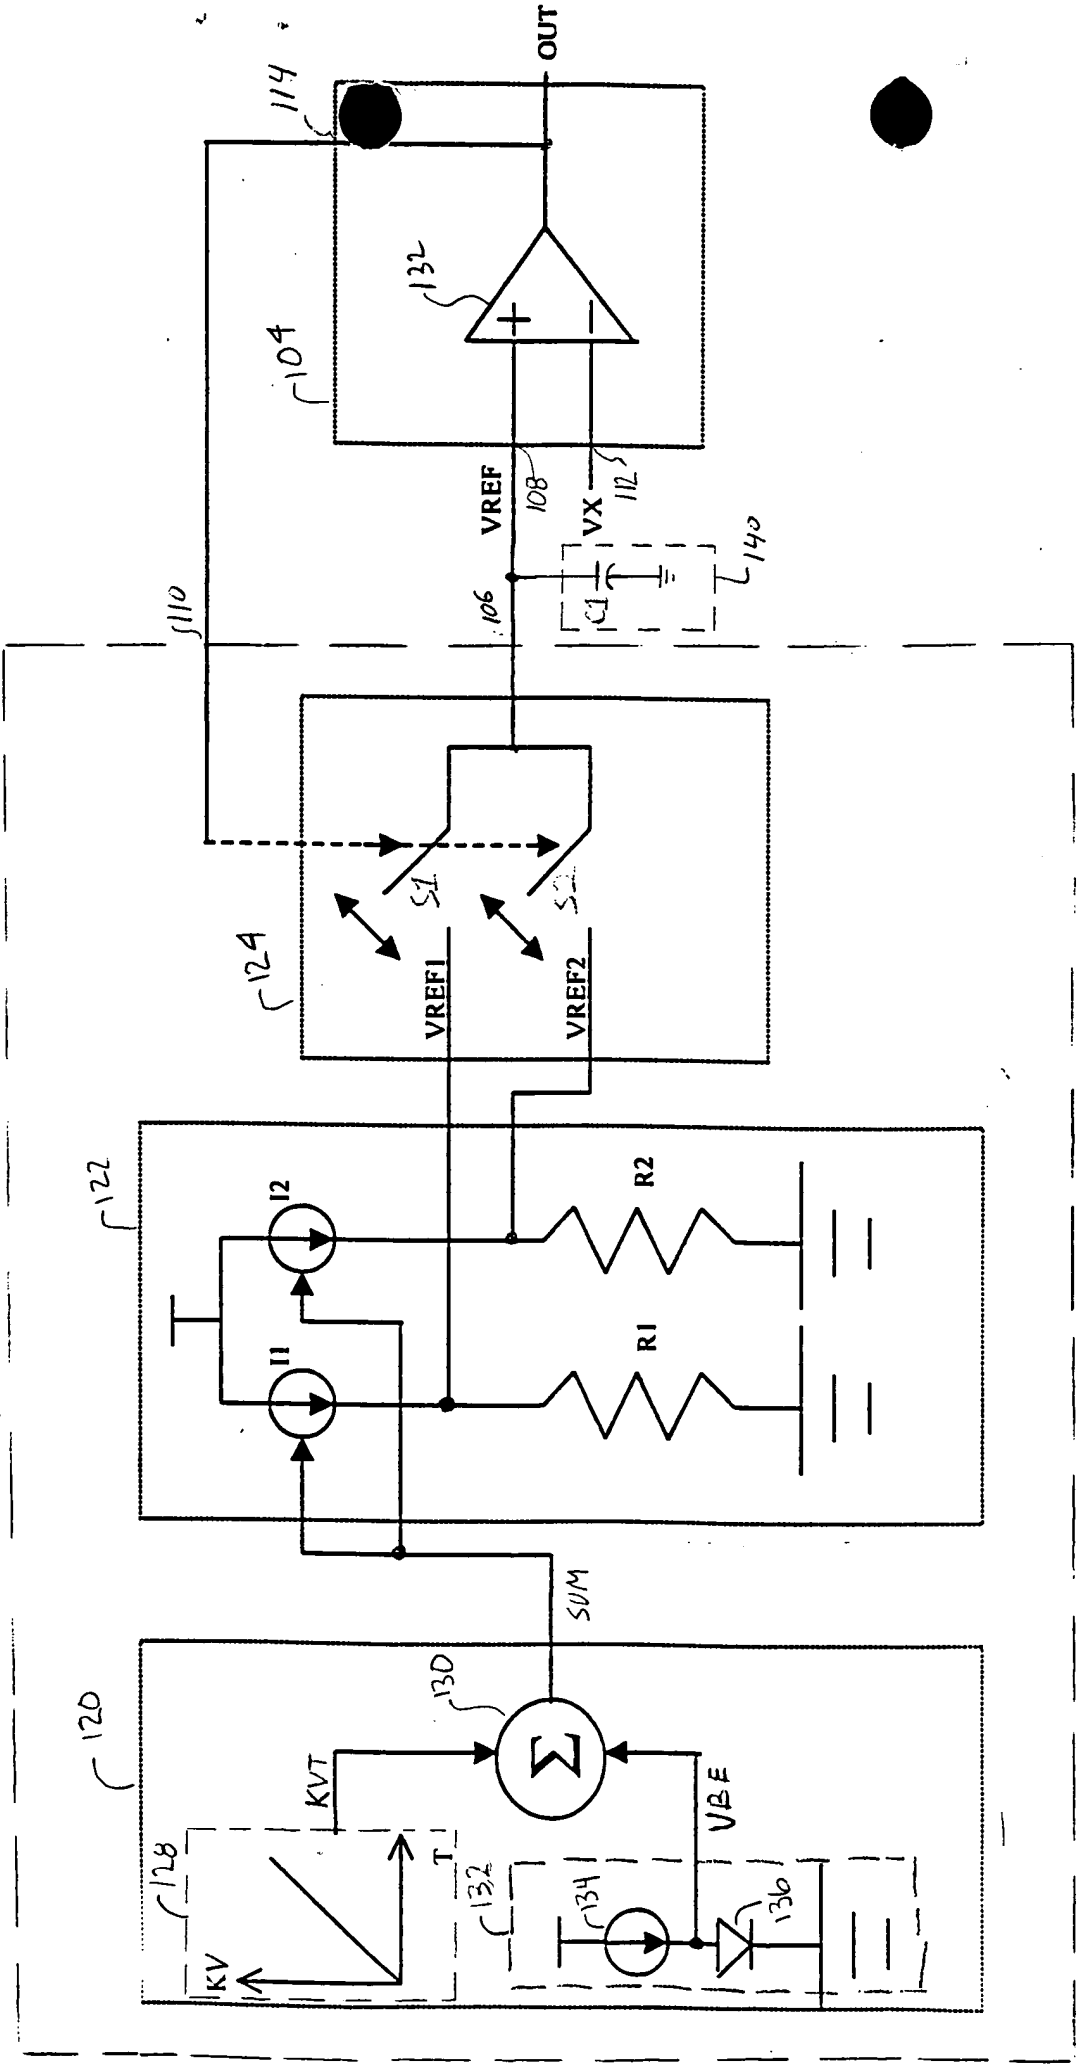 120
128
KV
T
KVT
130
Σ
SUM
132
134
136
VBE
122
I1
I2
R1
R2
124
VREF1
S1
VREF2
S2
110
106
C1
140
VREF
108
VX
112
104
132
+
−
114
OUT